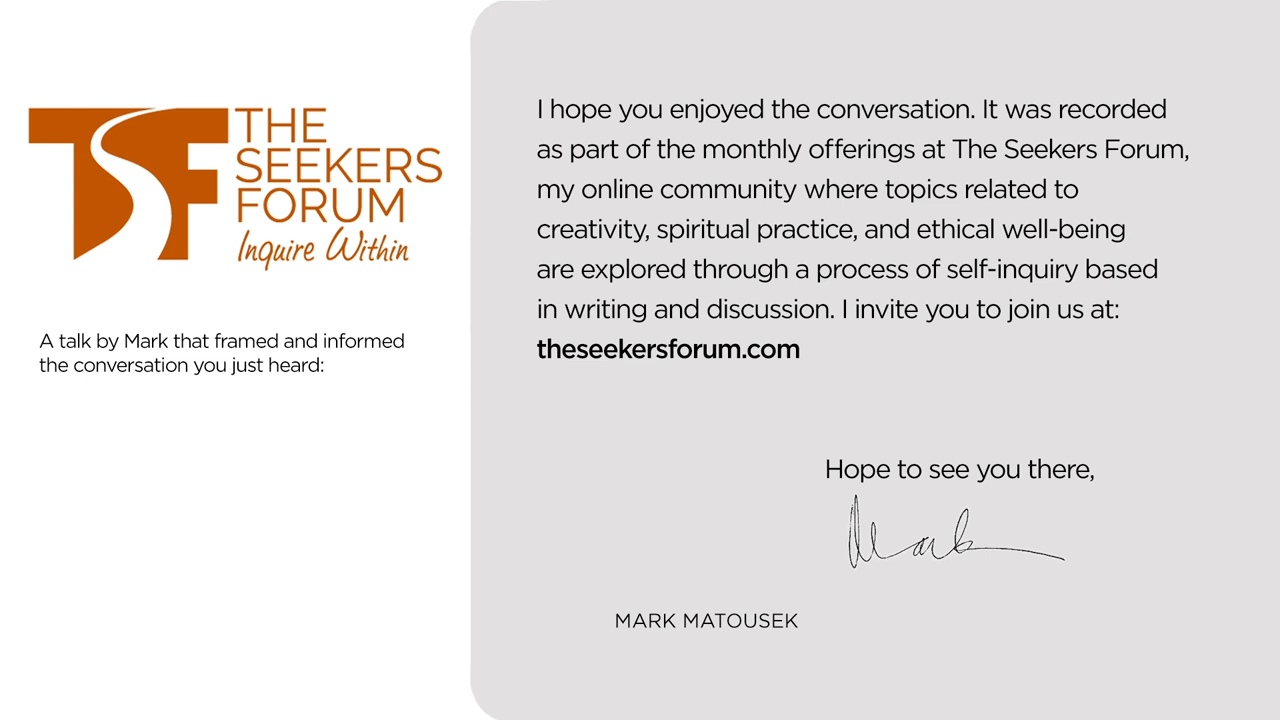 TSF
THE
SEEKERS
FORUM
Inquire Within
A talk by Mark that framed and informed
the conversation you just heard:
I hope you enjoyed the conversation. It was recorded
as part of the monthly offerings at The Seekers Forum,
my online community where topics related to
creativity, spiritual practice, and ethical well-being
are explored through a process of self-inquiry based
in writing and discussion. I invite you to join us at:
theseekersforum.com
Hope to see you there,
Mark
MARK MATOUSEK